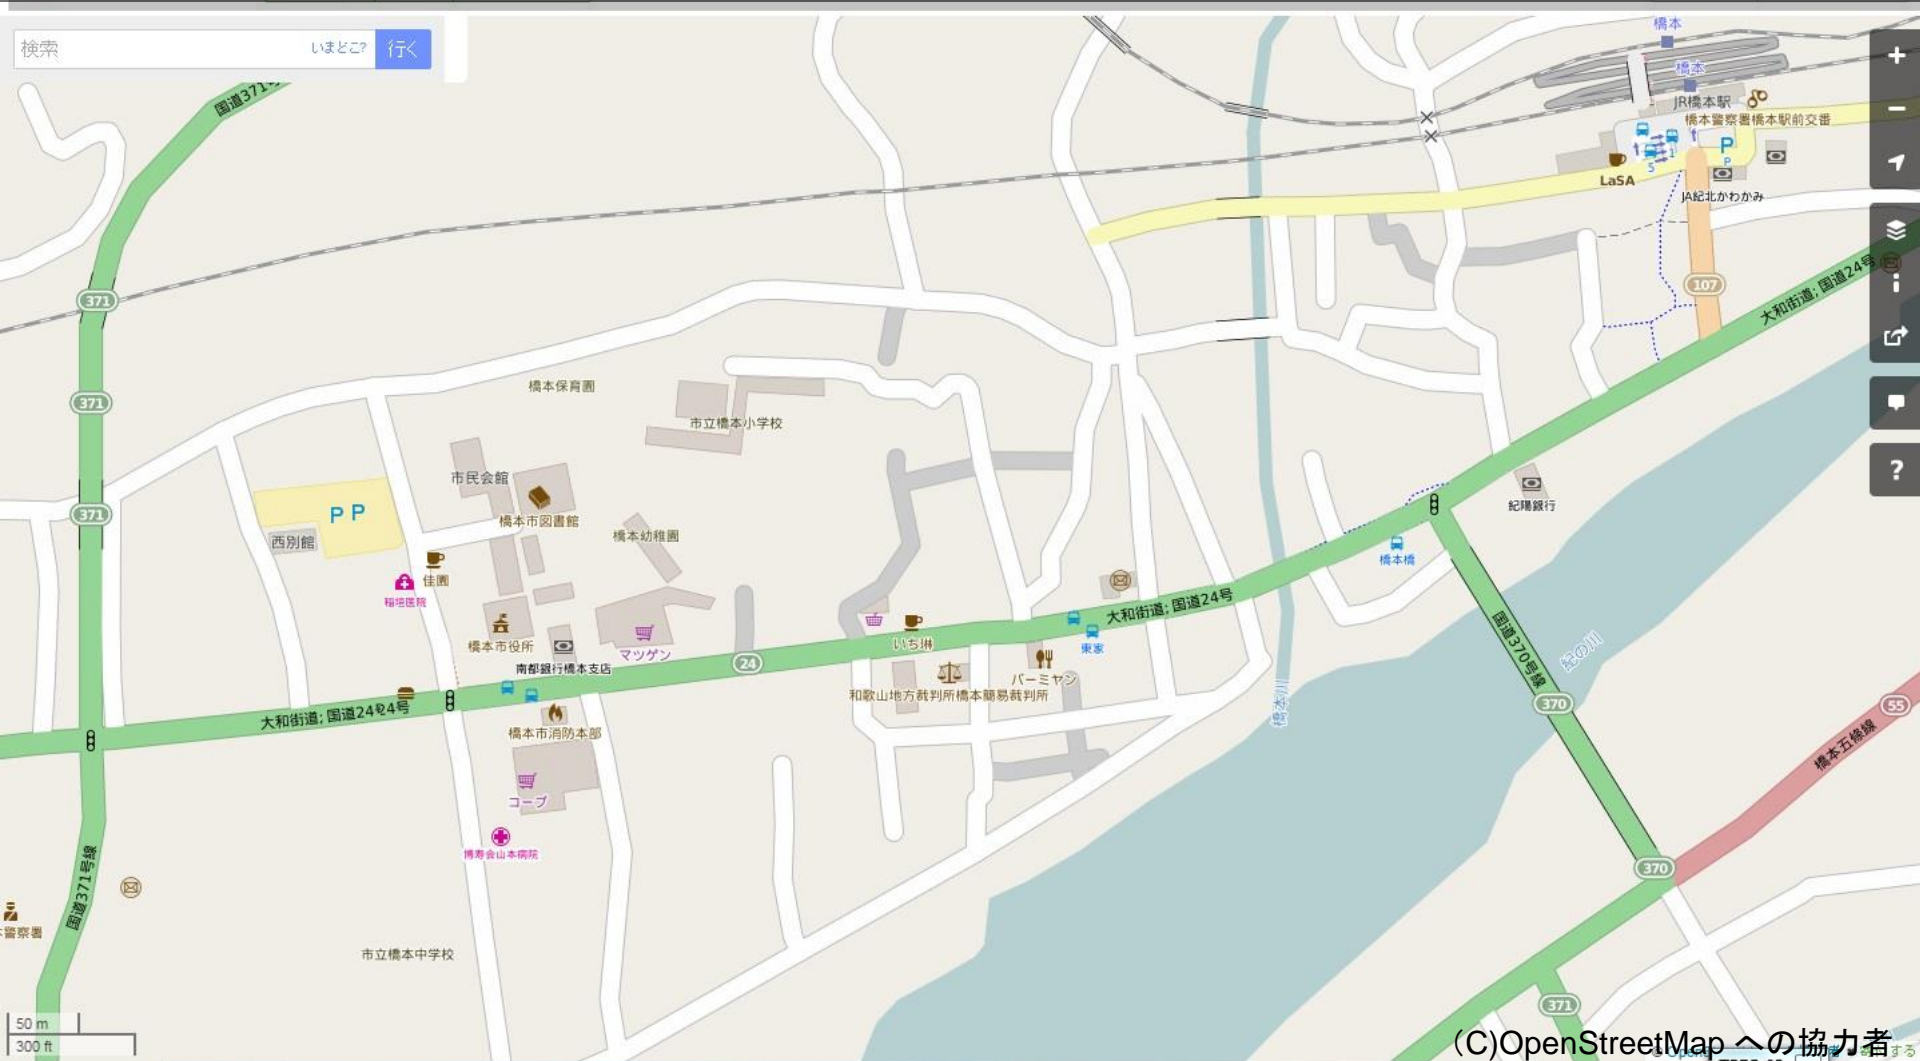 検索
いまどこ?
行く
国道371号
橋本
橋本
JR橋本駅
橋本警察署橋本駅前交番
P
P
5
1
LaSA
JA紀北かわかみ
371
107
大和街道; 国道24号
371
橋本保育園
市立橋本小学校
市民会館
橋本市図書館
P P
371
西別館
橋本幼稚園
紀陽銀行
橋本橋
佳園
稲垣医院
大和街道; 国道24号
橋本市役所
いち琳
東家
マツゲン
南都銀行橋本支店
24
バーミヤン
和歌山地方裁判所橋本簡易裁判所
国道370号線
紀の川
370
55
橋本川
橋本五條線
橋本市消防本部
コープ
博寿会山本病院
370
国道371号線
警察署
市立橋本中学校
371
50 m
300 ft
(C)OpenStreetMap への協力者
?